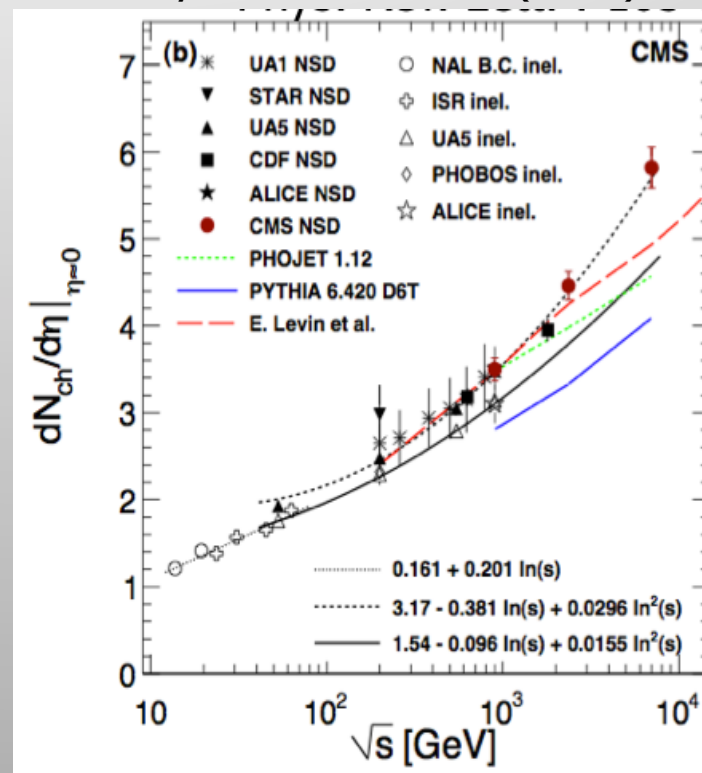 (b)
CMS
UA1 NSD
STAR NSD
UA5 NSD
CDF NSD
ALICE NSD
CMS NSD
PHOJET 1.12
PYTHIA 6.420 D6T
E. Levin et al.
NAL B.C. inel.
ISR inel.
UA5 inel.
PHOBOS inel.
ALICE inel.
dN_ch/dη|_η≈0
7
6
5
4
3
2
1
0
0.161 + 0.201 ln(s)
3.17 - 0.381 ln(s) + 0.0296 ln²(s)
1.54 - 0.096 ln(s) + 0.0155 ln²(s)
10
10²
10³
10⁴
√s [GeV]